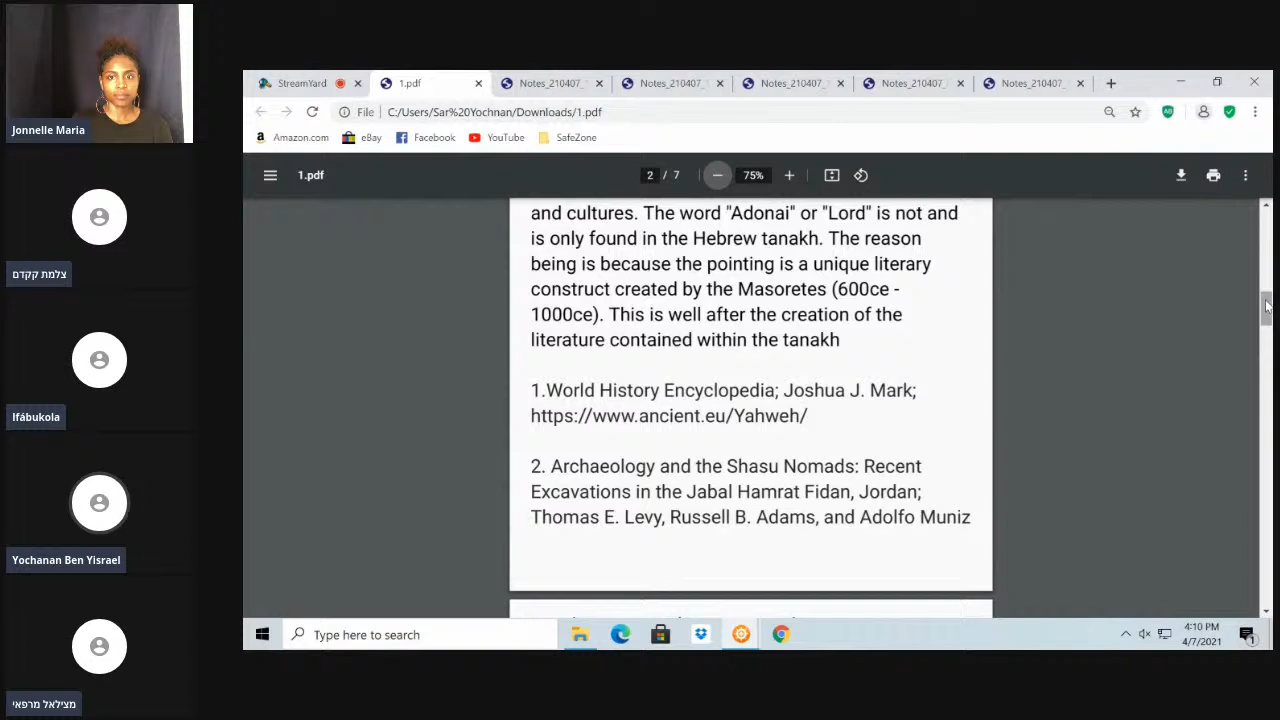 Jonnelle Maria
צלמת קקדם
Ifábukola
Yochanan Ben Yisrael
מצילאל מרפאי
StreamYard
1.pdf
Notes_210407_
Notes_210407_
Notes_210407_
Notes_210407_
Notes_210407_
File
C:/Users/Sar%20Yochnan/Downloads/1.pdf
Amazon.com
eBay
Facebook
YouTube
SafeZone
1.pdf
2 / 7
75%
and cultures. The word "Adonai" or "Lord" is not and
is only found in the Hebrew tanakh. The reason
being is because the pointing is a unique literary
construct created by the Masoretes (600ce -
1000ce). This is well after the creation of the
literature contained within the tanakh
1.World History Encyclopedia; Joshua J. Mark;
https://www.ancient.eu/Yahweh/
2. Archaeology and the Shasu Nomads: Recent
Excavations in the Jabal Hamrat Fidan, Jordan;
Thomas E. Levy, Russell B. Adams, and Adolfo Muniz
Type here to search
4:10 PM
4/7/2021